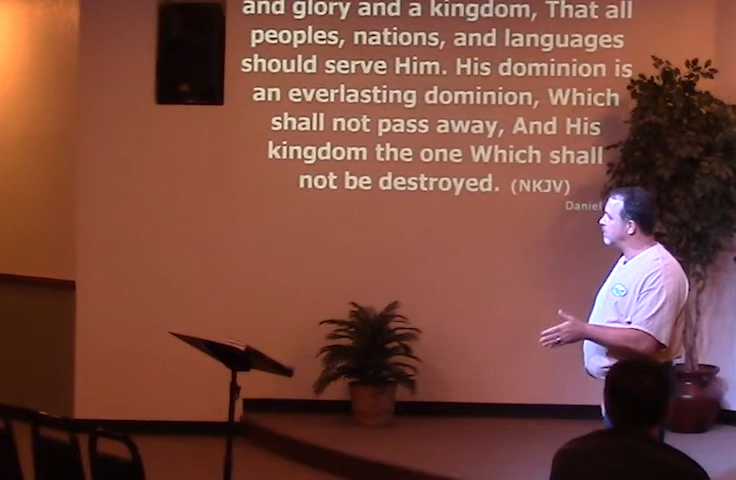 and glory and a kingdom, That all
peoples, nations, and languages
should serve Him. His dominion is
an everlasting dominion, Which
shall not pass away, And His
kingdom the one Which shall
not be destroyed. (NKJV)
Daniel